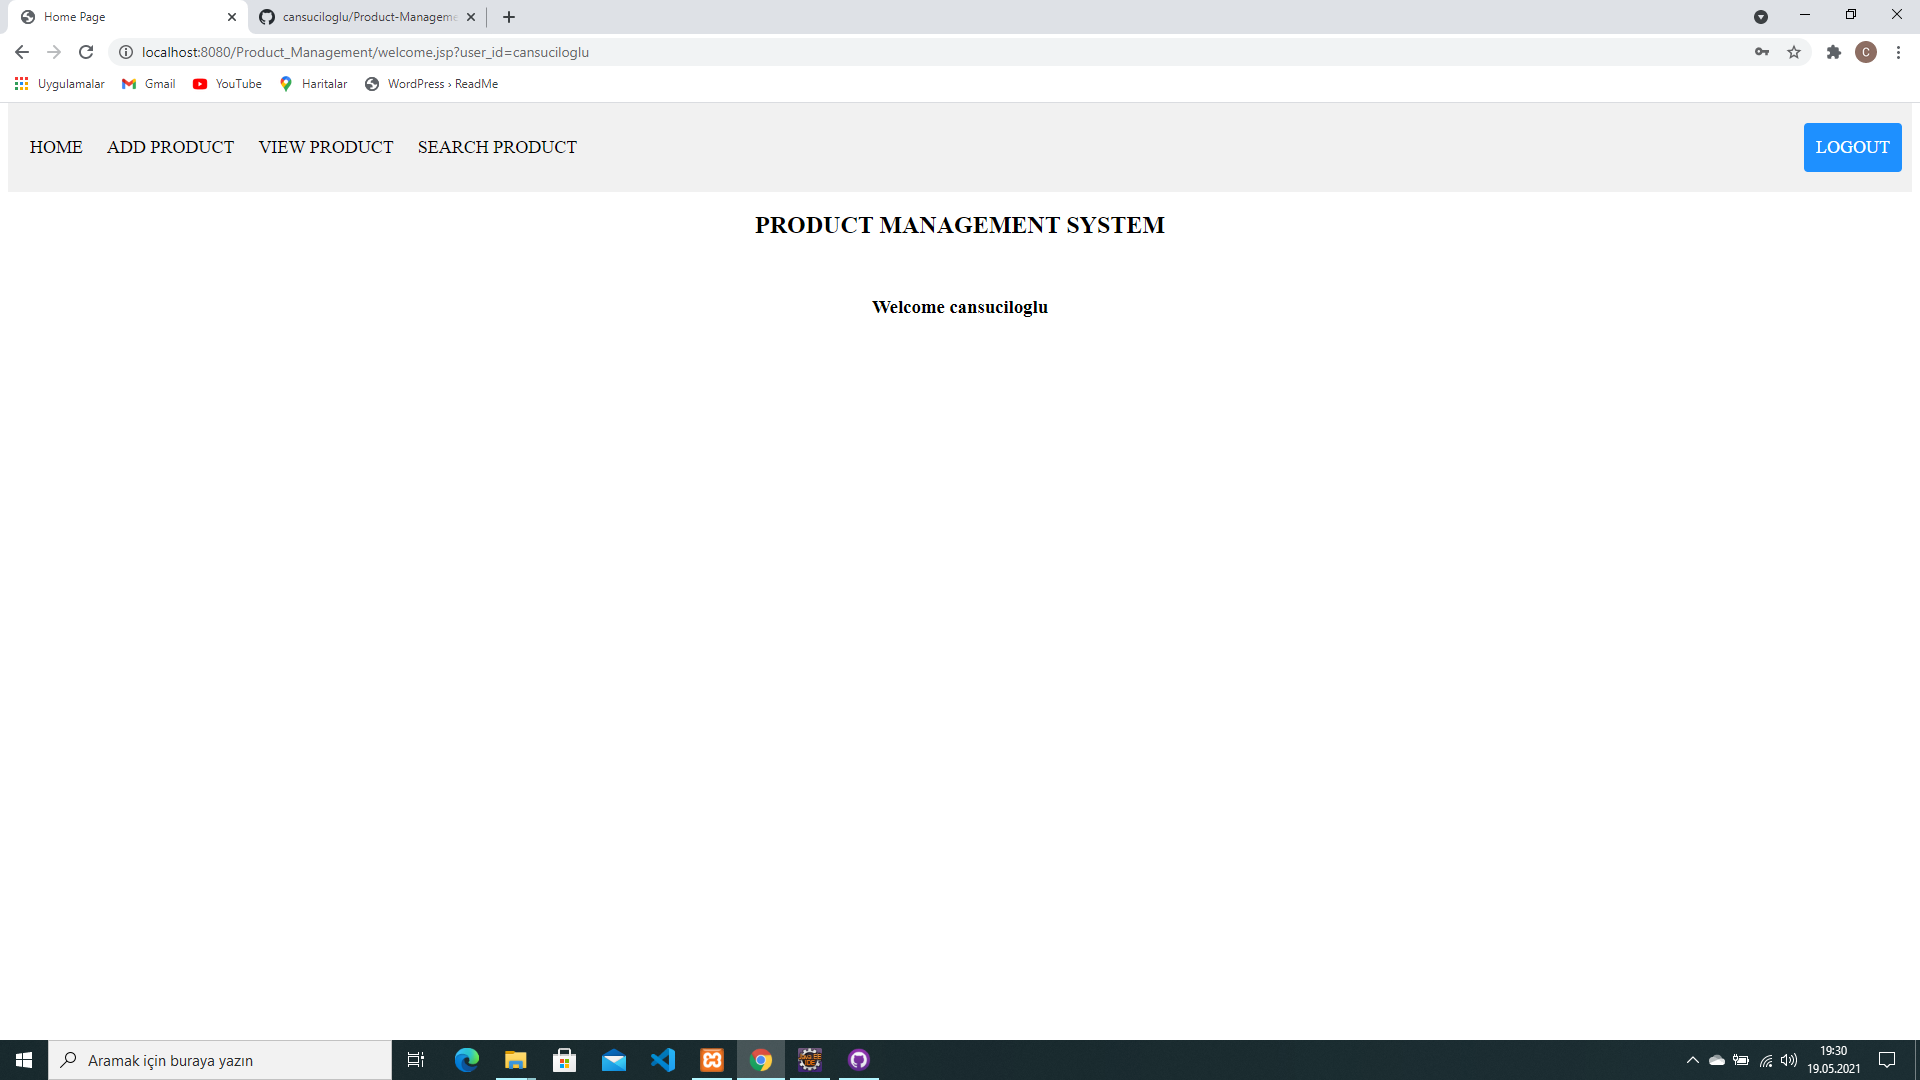 Home Page
cansuciloglu/Product-Manageme
localhost:8080/Product_Management/welcome.jsp?user_id=cansuciloglu
C
Uygulamalar Gmail YouTube Haritalar WordPress › ReadMe
HOME ADD PRODUCT VIEW PRODUCT SEARCH PRODUCT LOGOUT
PRODUCT MANAGEMENT SYSTEM
Welcome cansuciloglu
Aramak için buraya yazın
19:30
19.05.2021